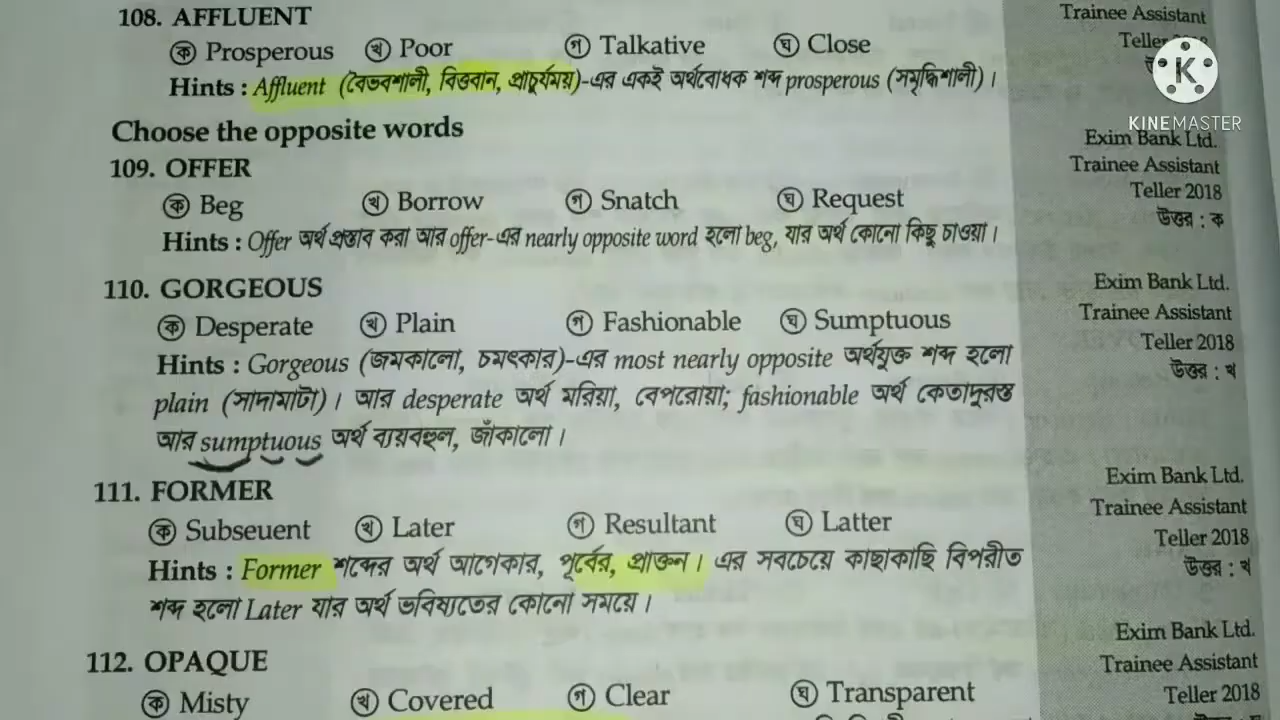 108. AFFLUENT
ক Prosperous খ Poor গ Talkative ঘ Close
Hints : Affluent (বৈভবশালী, বিত্তবান, প্রাচুর্যময়)-এর একই অর্থবোধক শব্দ prosperous (সমৃদ্ধিশালী)।
Trainee Assistant
KINEMASTER
Choose the opposite words
109. OFFER
ক Beg খ Borrow গ Snatch ঘ Request
Hints : Offer অর্থ প্রস্তাব করা আর offer-এর nearly opposite word হলো beg, যার অর্থ কোনো কিছু চাওয়া।
Exim Bank Ltd.
Trainee Assistant
Teller 2018
উত্তর : ক
110. GORGEOUS
ক Desperate খ Plain গ Fashionable ঘ Sumptuous
Hints : Gorgeous (জমকালো, চমৎকার)-এর most nearly opposite অর্থযুক্ত শব্দ হলো
plain (সাদামাটা)। আর desperate অর্থ মরিয়া, বেপরোয়া; fashionable অর্থ কেতাদুরস্ত
আর sumptuous অর্থ ব্যয়বহুল, জাঁকালো।
Exim Bank Ltd.
Trainee Assistant
Teller 2018
উত্তর : খ
111. FORMER
ক Subseuent খ Later গ Resultant ঘ Latter
Hints : Former শব্দের অর্থ আগেকার, পূর্বের, প্রাক্তন। এর সবচেয়ে কাছাকাছি বিপরীত
শব্দ হলো Later যার অর্থ ভবিষ্যতের কোনো সময়ে।
Exim Bank Ltd.
Trainee Assistant
Teller 2018
উত্তর : খ
112. OPAQUE
ক Misty খ Covered গ Clear ঘ Transparent
Exim Bank Ltd.
Trainee Assistant
Teller 2018